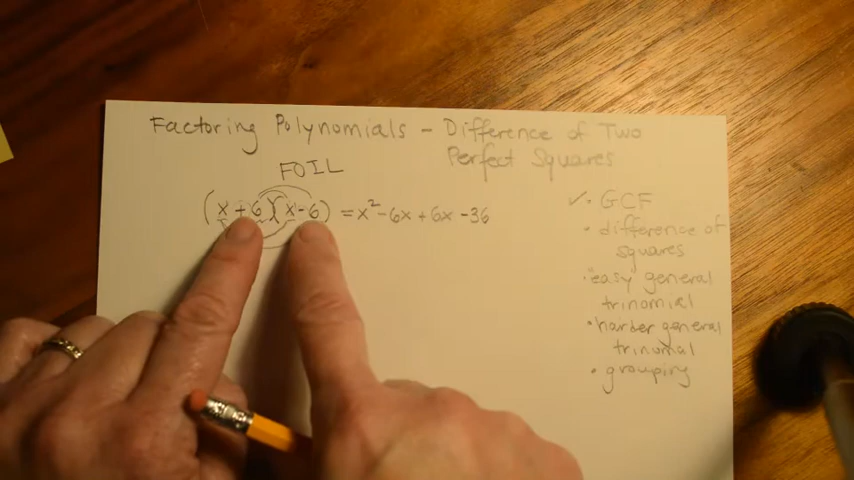 Factoring Polynomials - Difference of Two
Perfect Squares
FOIL
(x+6)(x-6) = x²-6x+6x-36
✓• GCF
• difference of
squares
• "easy" general
trinomial
• harder general
trinomial
• grouping